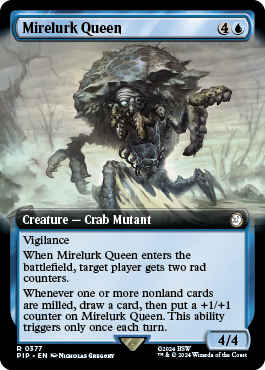 Mirelurk Queen 4
Creature — Crab Mutant
Vigilance
When Mirelurk Queen enters the
battlefield, target player gets two rad
counters.
Whenever one or more nonland cards
are milled, draw a card, then put a +1/+1
counter on Mirelurk Queen. This ability
triggers only once each turn.
4/4
R 0377
PIP • EN Nicholas Gregory
©2024 BSW
™ & © 2024 Wizards of the Coast